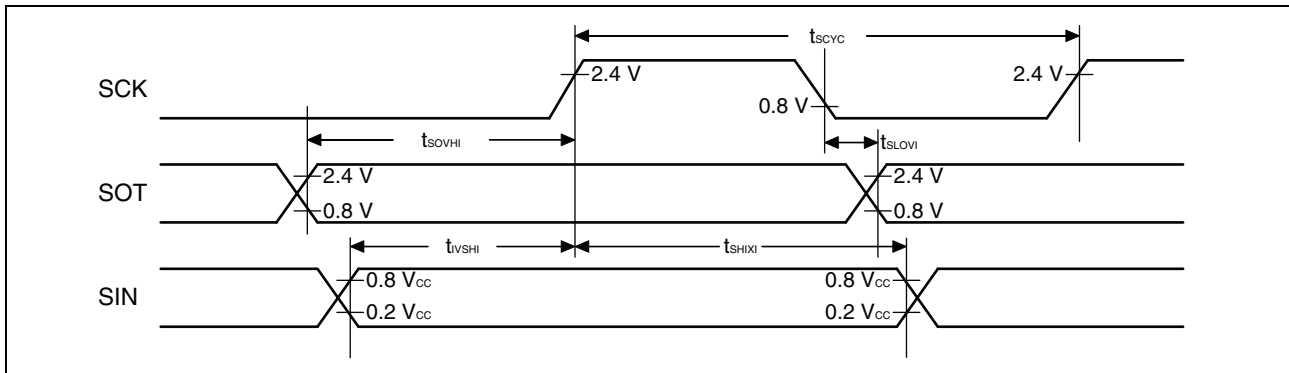 tSCYC
SCK
2.4 V
0.8 V
2.4 V
tSOVHI
tSLOVI
SOT
2.4 V
0.8 V
2.4 V
0.8 V
tIVSHI
tSHIXI
SIN
0.8 VCC
0.2 VCC
0.8 VCC
0.2 VCC